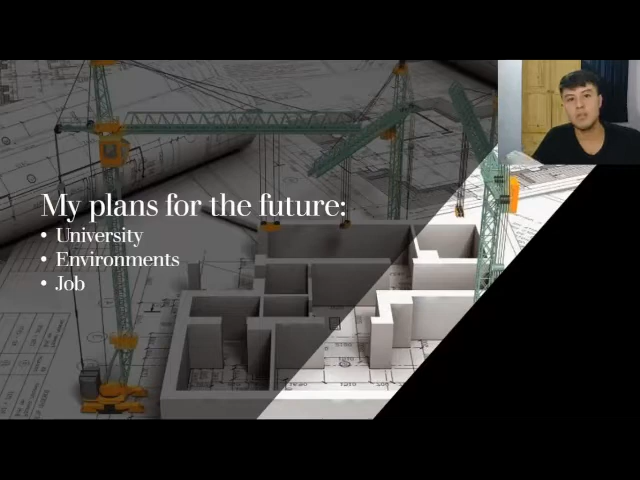 My plans for the future:
• University
• Environments
• Job